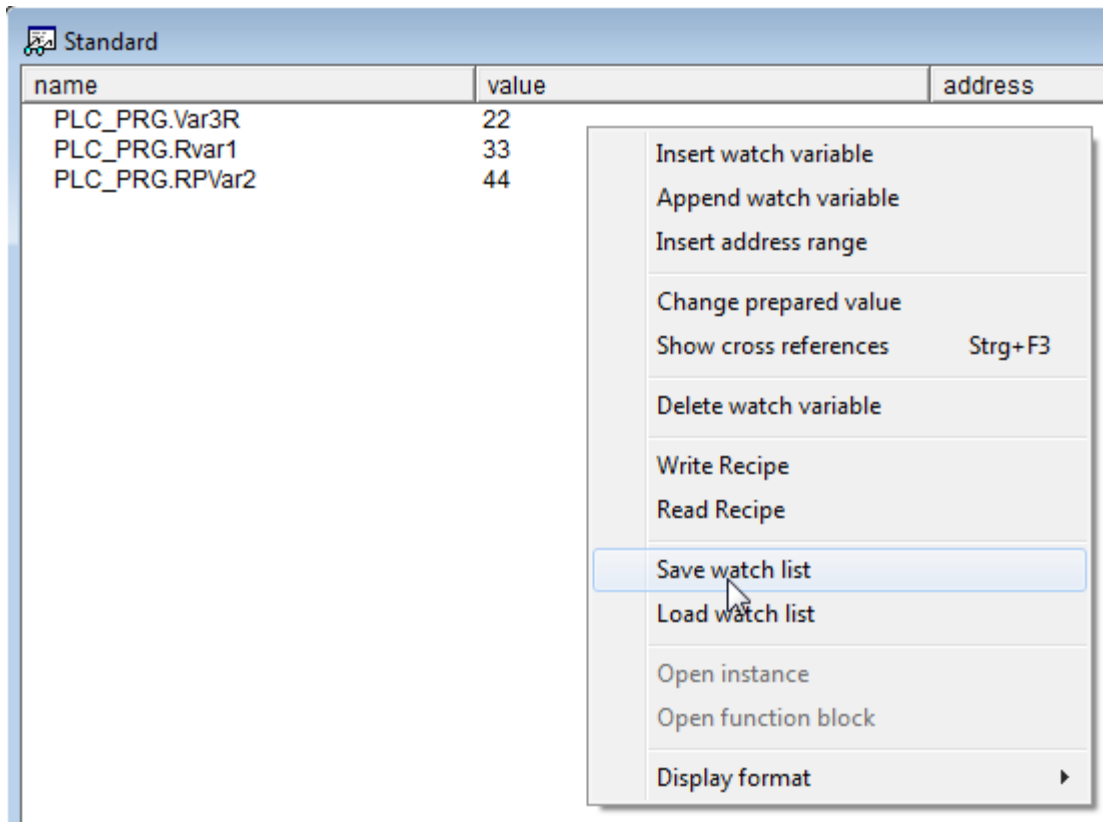 Standard
name value address
PLC_PRG.Var3R 22
PLC_PRG.Rvar1 33
PLC_PRG.RPVar2 44
Insert watch variable
Append watch variable
Insert address range
Change prepared value
Show cross references Strg+F3
Delete watch variable
Write Recipe
Read Recipe
Save watch list
Load watch list
Open instance
Open function block
Display format